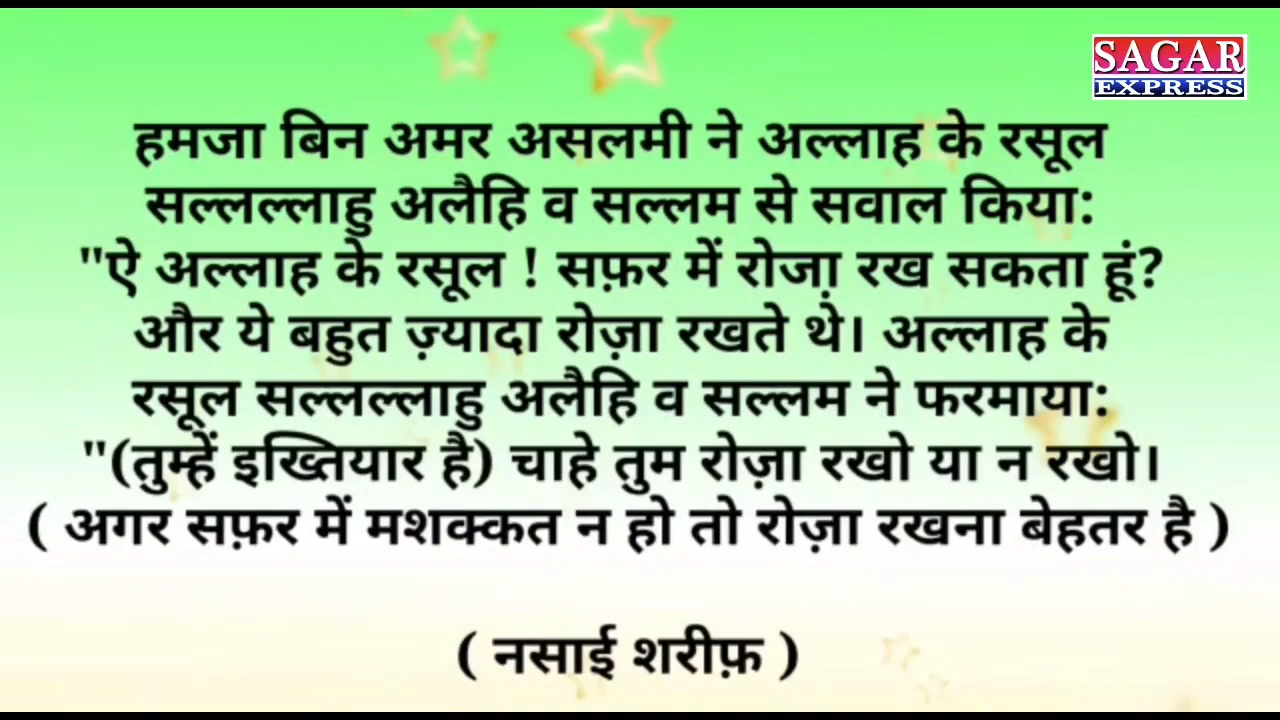 SAGAR
EXPRESS
हमजा बिन अमर असलमी ने अल्लाह के रसूल
सल्लल्लाहु अलैहि व सल्लम से सवाल किया:
"ऐ अल्लाह के रसूल ! सफ़र में रोजा़ रख सकता हूं?
और ये बहुत ज़्यादा रोज़ा रखते थे। अल्लाह के
रसूल सल्लल्लाहु अलैहि व सल्लम ने फरमाया:
"(तुम्हें इख्तियार है) चाहे तुम रोज़ा रखो या न रखो।
( अगर सफ़र में मशक्कत न हो तो रोज़ा रखना बेहतर है )
( नसाई शरीफ़ )